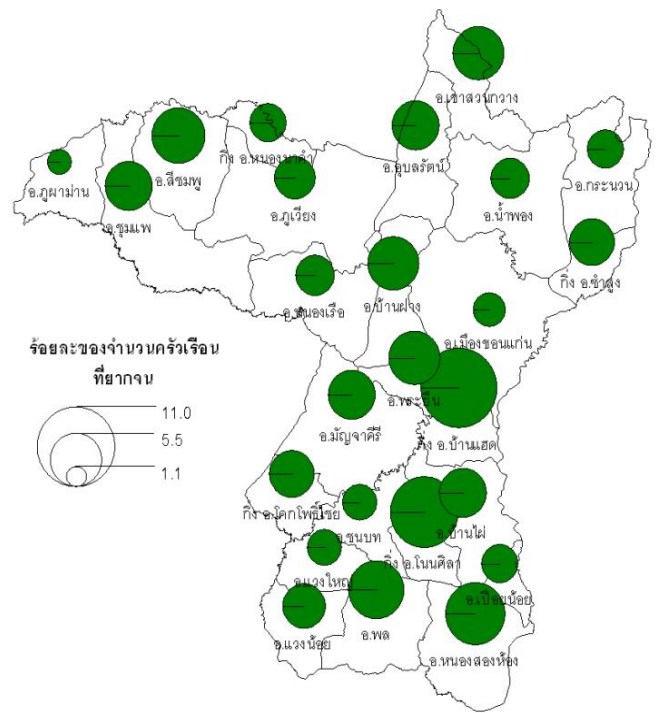 อ.เขาสวนกวาง
กิ่ง อ.หนองนาคำ
อ.อุบลรัตน์
อ.สีชมพู
อ.กระนวน
อ.ภูผาม่าน
อ.ชุมแพ
อ.ภูเวียง
อ.น้ำพอง
กิ่ง อ.ซำสูง
อ.หนองเรือ
อ.บ้านฝาง
อ.เมืองขอนแก่น
ร้อยละของจำนวนครัวเรือน
ที่ยากจน
11.0
5.5
1.1
อ.พระยืน
อ.มัญจาคีรี
กิ่ง อ.บ้านแฮด
กิ่ง อ.โคกโพธิ์ไชย
อ.ชนบท
อ.บ้านไผ่
กิ่ง อ.โนนศิลา
อ.แวงใหญ่
อ.เปือยน้อย
อ.แวงน้อย
อ.พล
อ.หนองสองห้อง